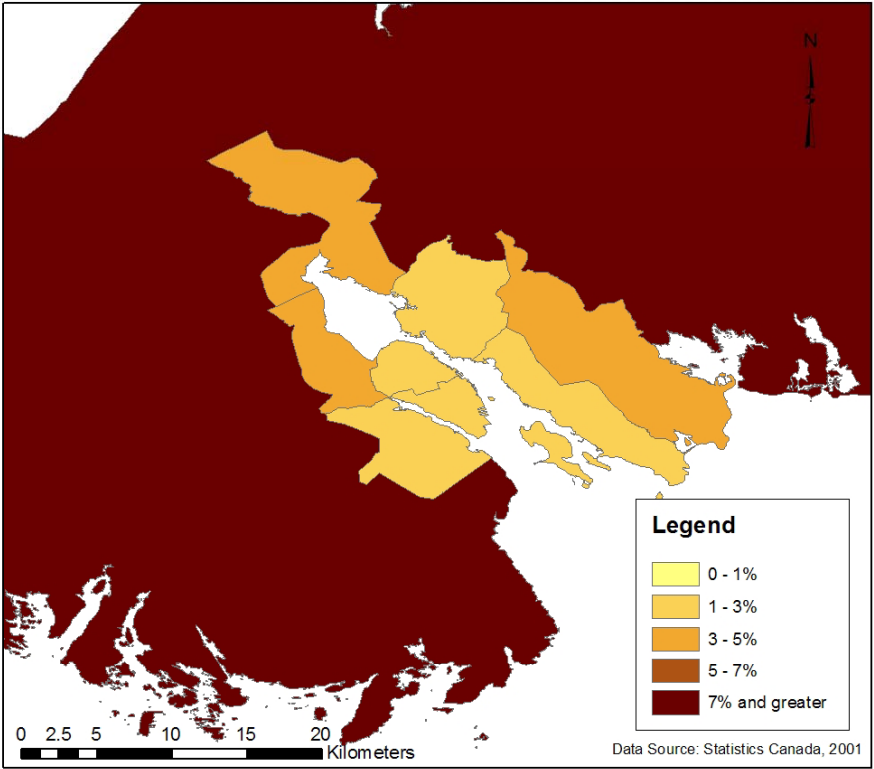 N
Legend
0 - 1%
1 - 3%
3 - 5%
5 - 7%
7% and greater
0 2.5 5 10 15 20
Kilometers
Data Source: Statistics Canada, 2001